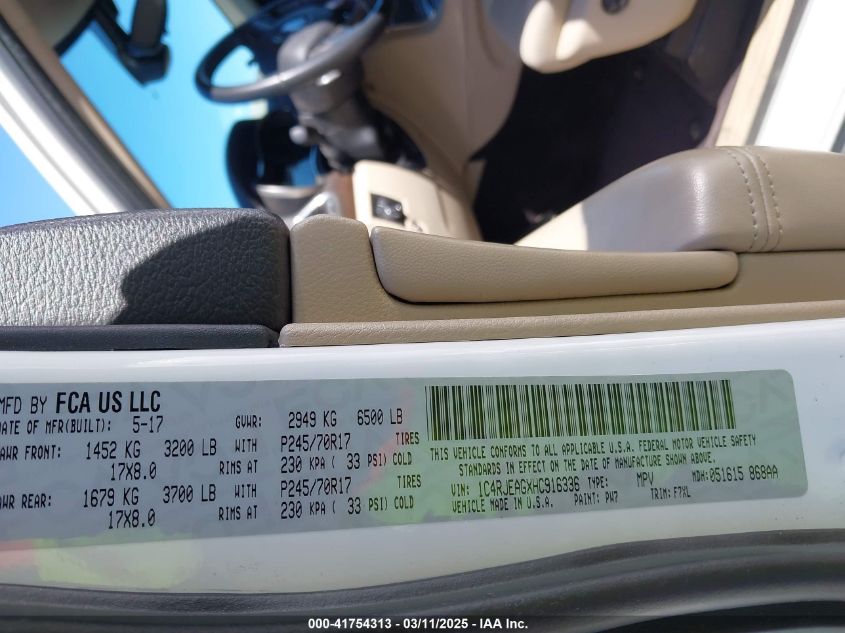 MFD BY FCA US LLC
DATE OF MFR(BUILT): 5-17 GVWR: 2949 KG 6500 LB
AWR FRONT: 1452 KG 3200 LB WITH P245/70R17 TIRES
17X8.0 RIMS AT 230 KPA ( 33 PSI) COLD
AWR REAR: 1679 KG 3700 LB WITH P245/70R17 TIRES
17X8.0 RIMS AT 230 KPA ( 33 PSI) COLD
THIS VEHICLE CONFORMS TO ALL APPLICABLE U.S.A. FEDERAL MOTOR VEHICLE SAFETY
STANDARDS IN EFFECT ON THE DATE OF MANUFACTURE SHOWN ABOVE.
VIN: 1C4RJEAGXHC916336 TYPE: MPV MDH: 051615 868AA
VEHICLE MADE IN U.S.A. PAINT: PW7 TRIM: F7XL
000-41754313 - 03/11/2025 - IAA Inc.